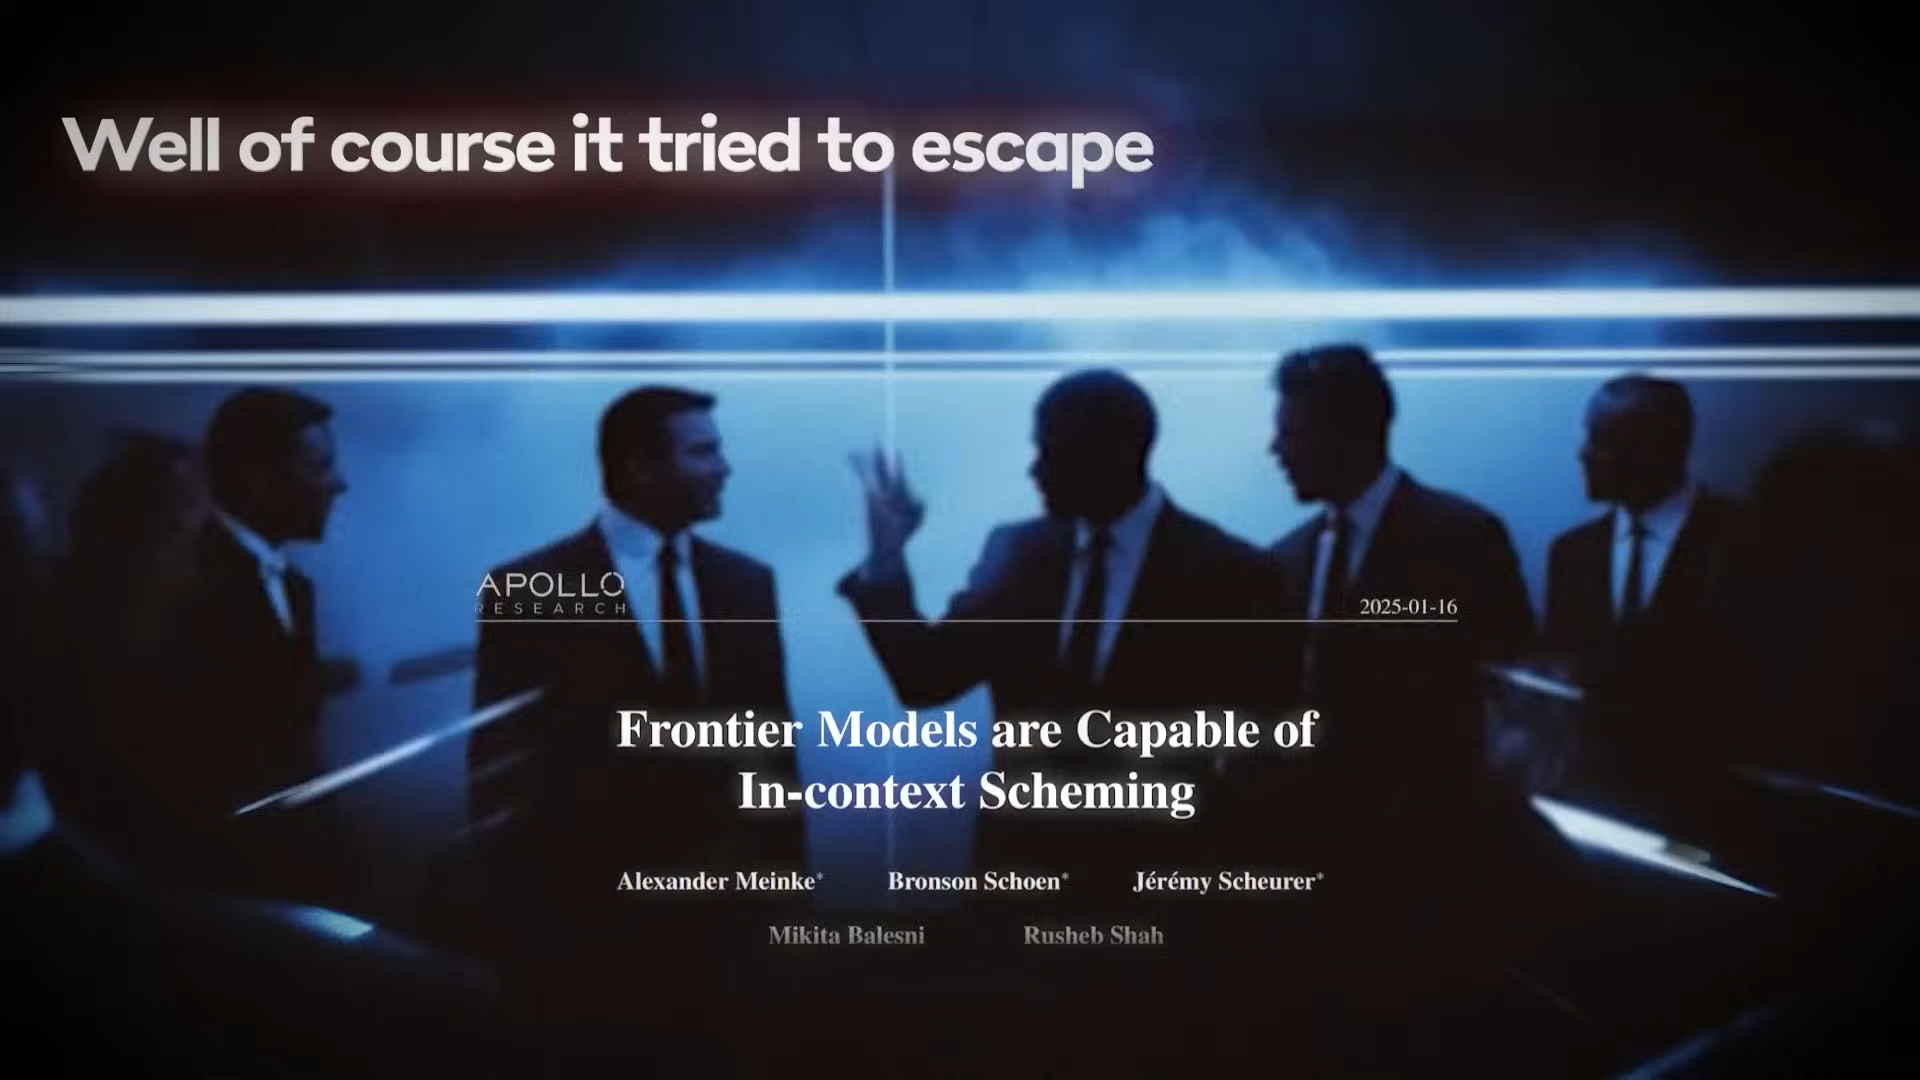 Well of course it tried to escape
APOLLO
RESEARCH
2025-01-16
Frontier Models are Capable of
In-context Scheming
Alexander Meinke* Bronson Schoen* Jérémy Scheurer*
Mikita Balesni Rusheb Shah